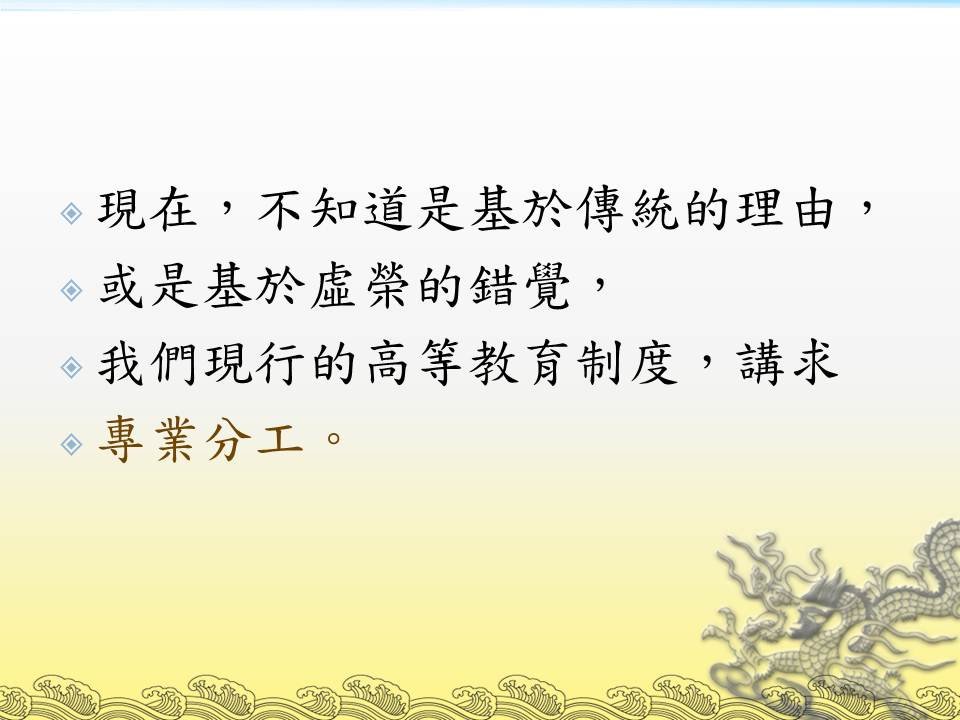 現在，不知道是基於傳統的理由，
或是基於虛榮的錯覺，
我們現行的高等教育制度，講求
專業分工。